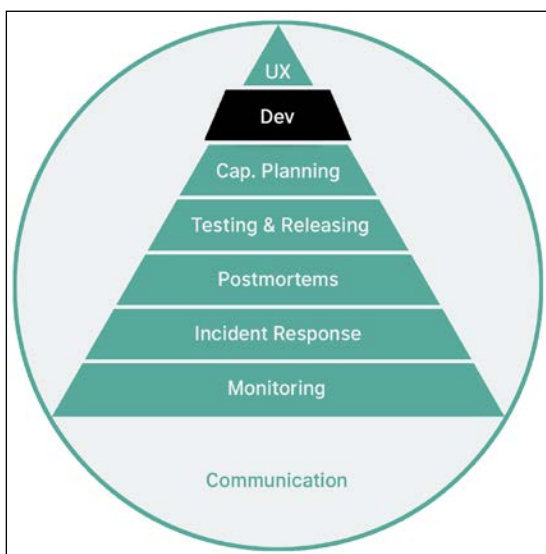 UX
Dev
Cap. Planning
Testing & Releasing
Postmortems
Incident Response
Monitoring
Communication